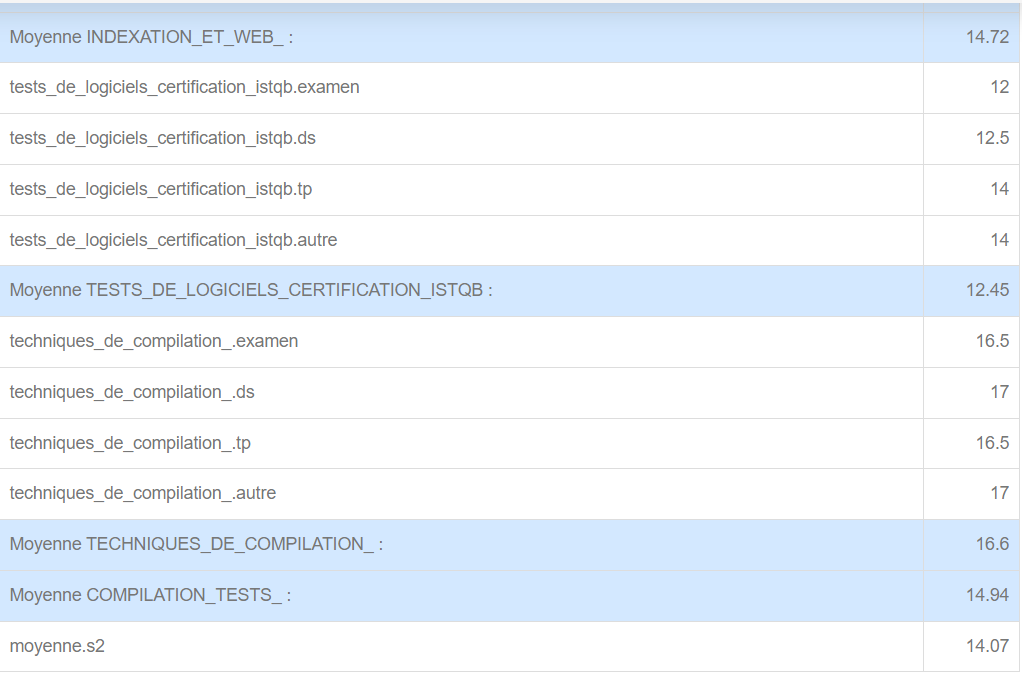 Moyenne INDEXATION_ET_WEB_ : 14.72
tests_de_logiciels_certification_istqb.examen 12
tests_de_logiciels_certification_istqb.ds 12.5
tests_de_logiciels_certification_istqb.tp 14
tests_de_logiciels_certification_istqb.autre 14
Moyenne TESTS_DE_LOGICIELS_CERTIFICATION_ISTQB : 12.45
techniques_de_compilation_.examen 16.5
techniques_de_compilation_.ds 17
techniques_de_compilation_.tp 16.5
techniques_de_compilation_.autre 17
Moyenne TECHNIQUES_DE_COMPILATION_ : 16.6
Moyenne COMPILATION_TESTS_ : 14.94
moyenne.s2 14.07